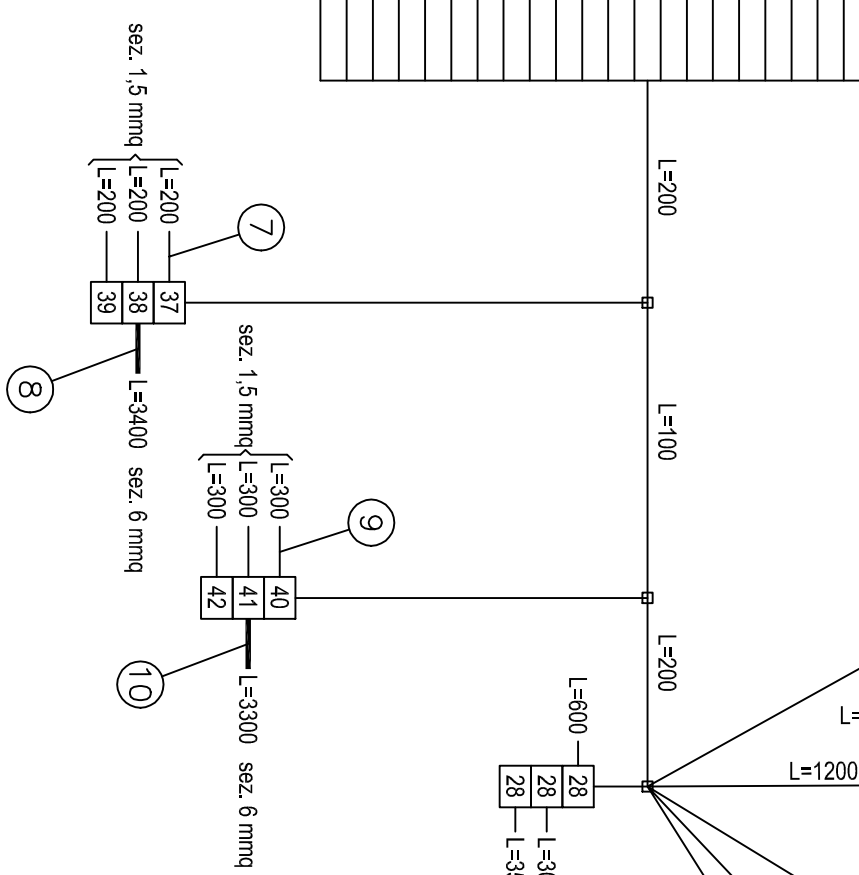 sez. 1,5 mmq
L=200
L=200
L=200
7
37
38
39
8
L=3400 sez. 6 mmq
L=200
L=100
L=200
sez. 1,5 mmq
L=300
L=300
L=300
9
40
41
42
10
L=3300 sez. 6 mmq
L=600
28
28
28
L=1200